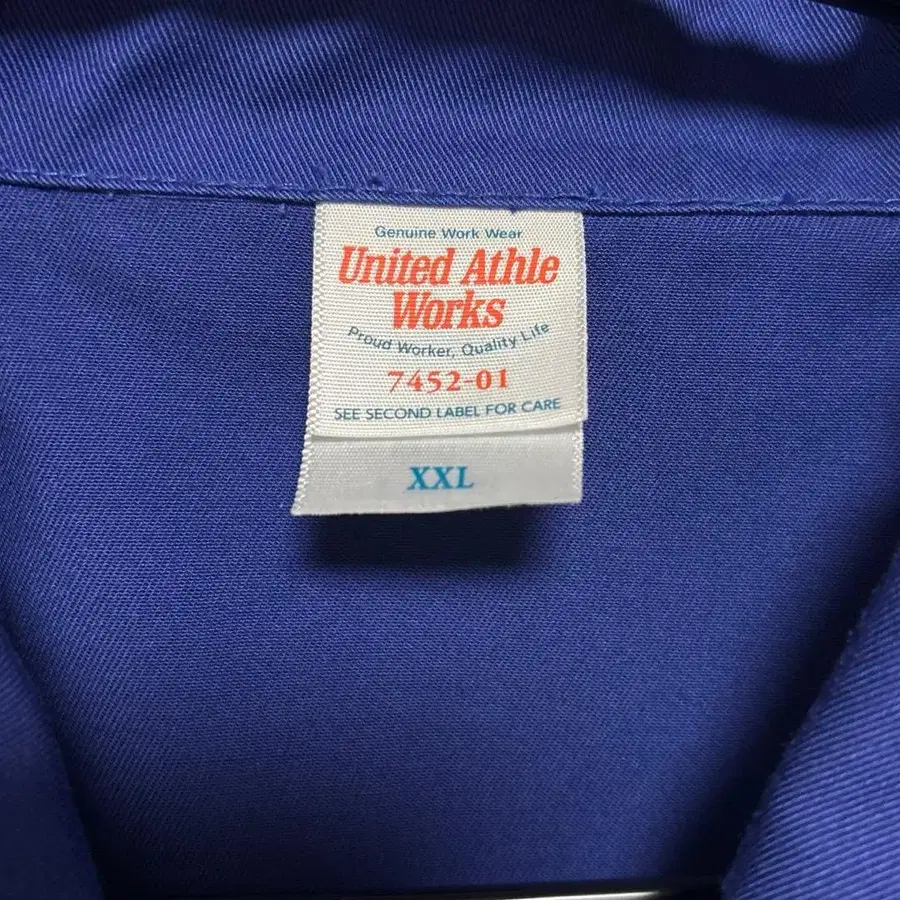 Genuine Work Wear
United Athle
Works
Proud Worker, Quality Life
7452-01
SEE SECOND LABEL FOR CARE
XXL